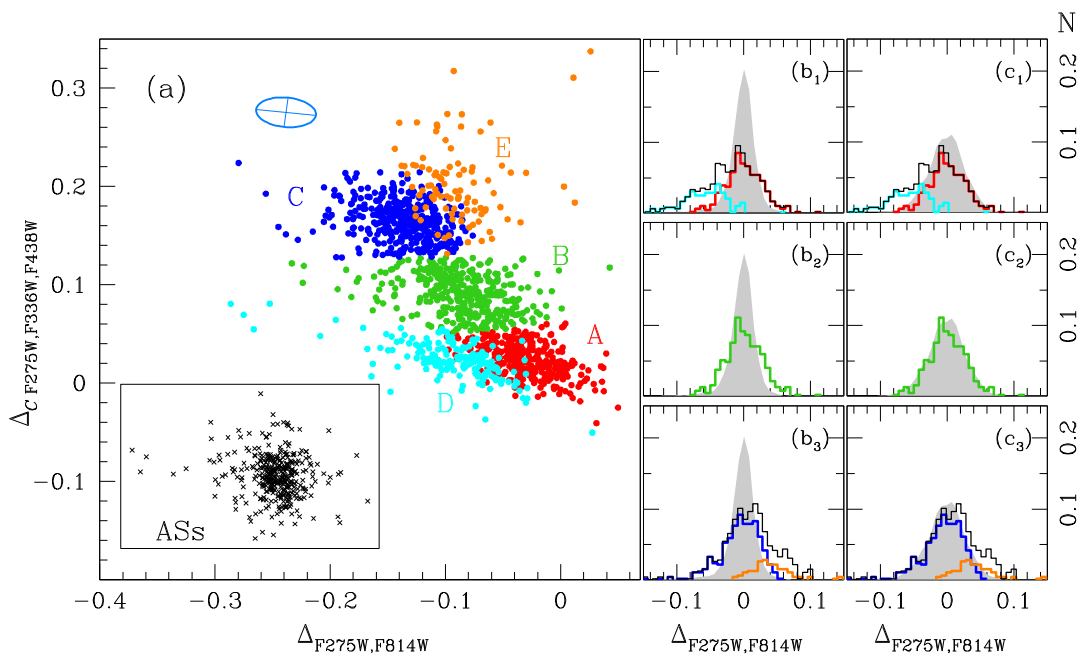 N
(a)
Δ_C F275W,F336W,F438W
0.3
0.2
0.1
0
−0.1
E
C
B
A
D
ASs
−0.4
−0.3
−0.2
−0.1
0
Δ_F275W,F814W
(b₁)
(c₁)
0.2
0.1
(b₂)
(c₂)
0.2
0.1
(b₃)
(c₃)
0.2
0.1
−0.1
0
0.1
−0.1
0
0.1
Δ_F275W,F814W
Δ_F275W,F814W